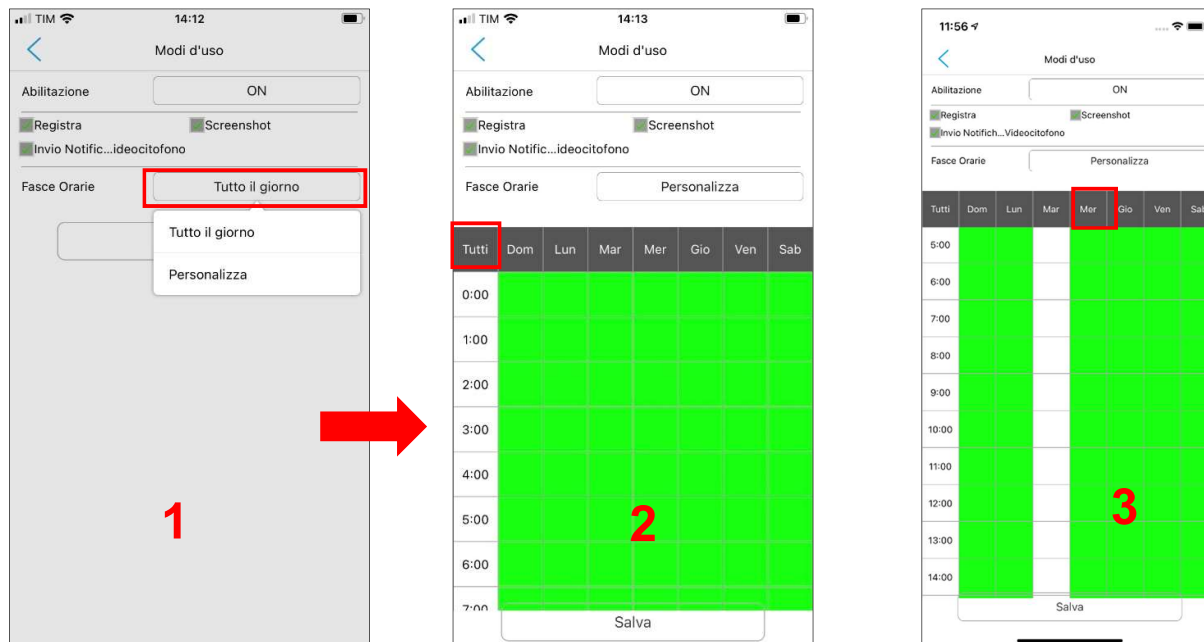 TIM 14:12
Modi d'uso
Abilitazione ON
Registra Screenshot
Invio Notific...ideocitofono
Fasce Orarie Tutto il giorno
Tutto il giorno
Personalizza
1
TIM 14:13
Modi d'uso
Abilitazione ON
Registra Screenshot
Invio Notific...ideocitofono
Fasce Orarie Personalizza
Tutti Dom Lun Mar Mer Gio Ven Sab
0:00
1:00
2:00
3:00
4:00
5:00
6:00
7:00
Salva
2
11:56
Modi d'uso
Abilitazione ON
Registra Screenshot
Invio Notifich...Videocitofono
Fasce Orarie Personalizza
Tutti Dom Lun Mar Mer Gio Ven Sab
5:00
6:00
7:00
8:00
9:00
10:00
11:00
12:00
13:00
14:00
Salva
3